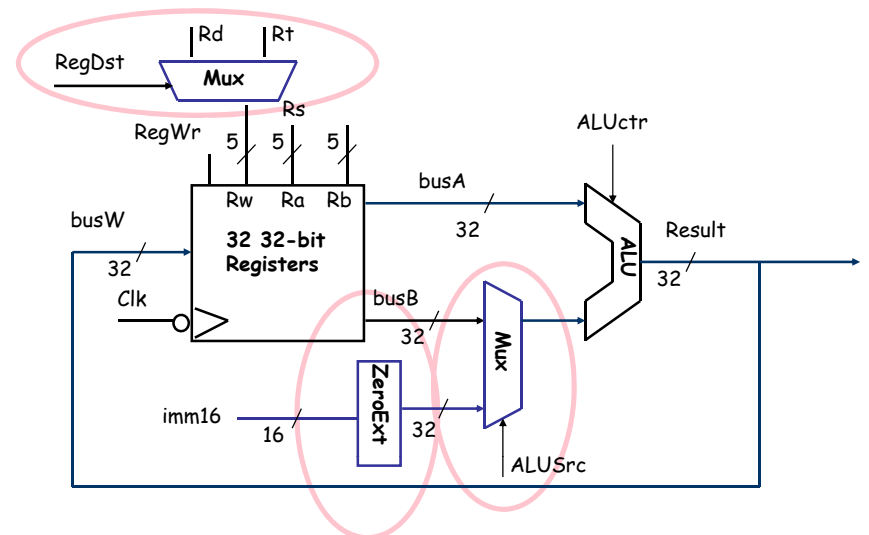 Rd Rt
RegDst
Mux
Rs
RegWr
5 5 5
ALUctr
Rw Ra Rb
busA
32
busW
32
32 32-bit
Registers
ALU
Result
32
Clk
busB
32
Mux
ZeroExt
imm16
16
32
ALUSrc